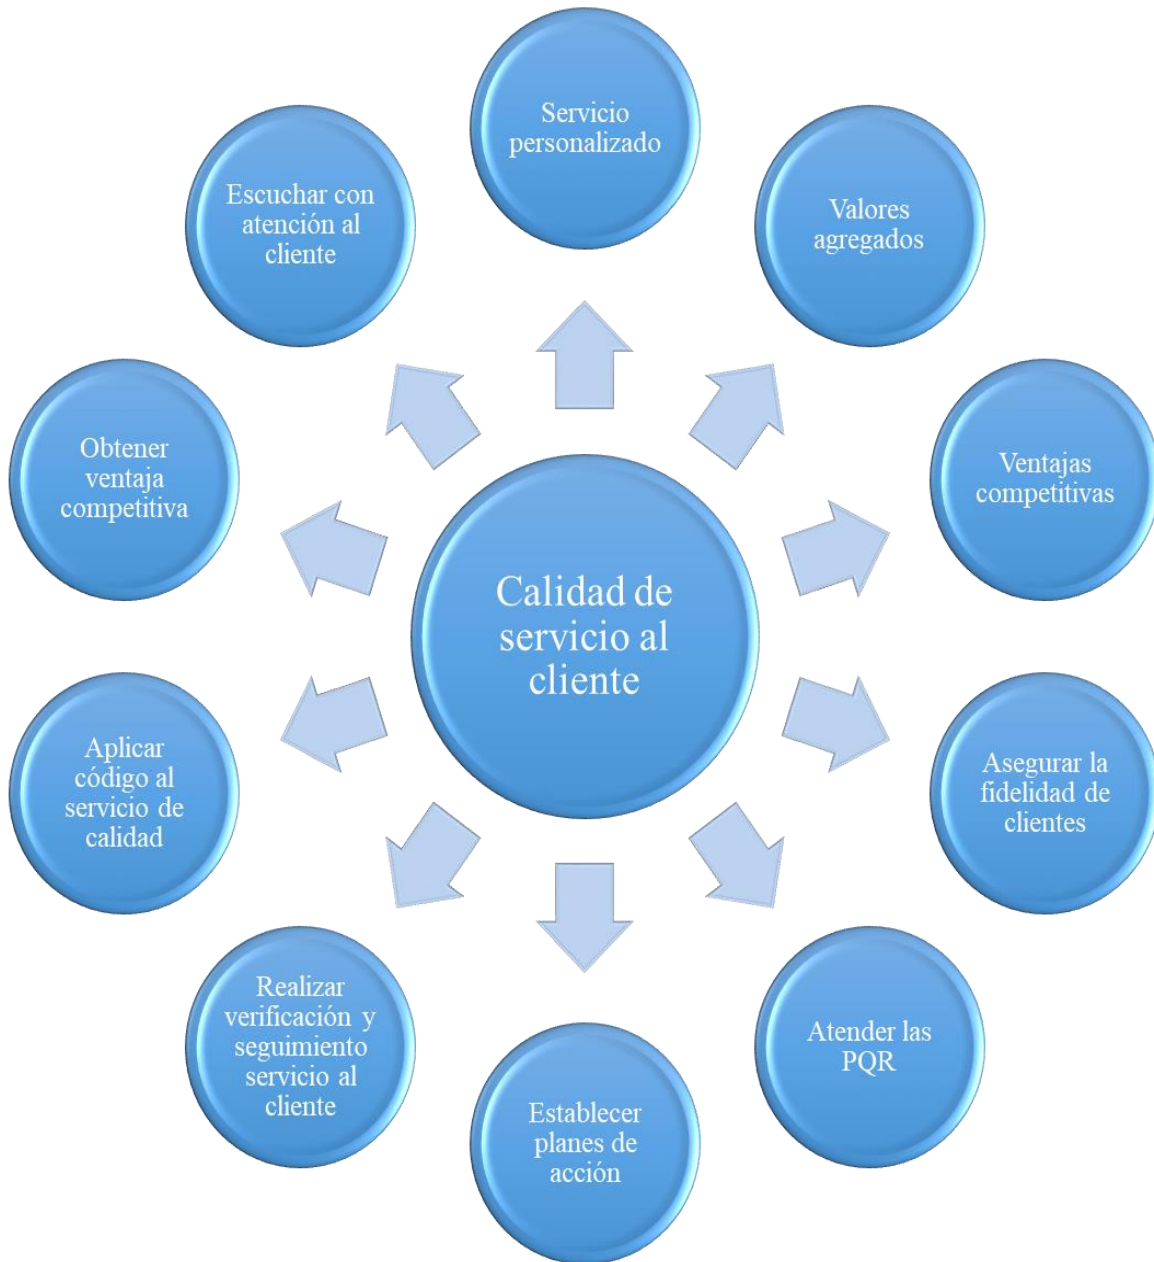 Servicio
personalizado
Valores
agregados
Ventajas
competitivas
Asegurar la
fidelidad de
clientes
Atender las
PQR
Establecer
planes de
acción
Realizar
verificación y
seguimiento
servicio al
cliente
Aplicar
código al
servicio de
calidad
Obtener
ventaja
competitiva
Escuchar con
atención al
cliente
Calidad de
servicio al
cliente